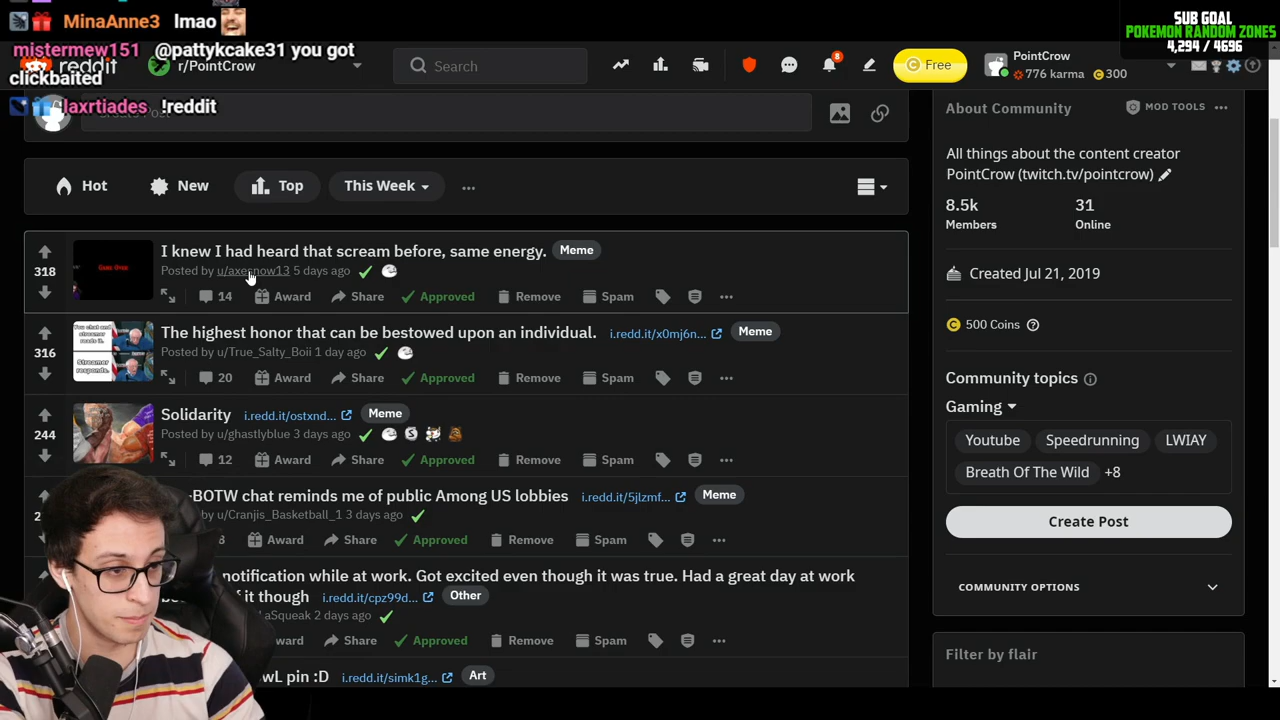 MinaAnne3 lmao
SUB GOAL
POKEMON RANDOM ZONES
4,294 / 4696
mistermew151 @pattykcake31 you got
clickbaited
reddit
r/PointCrow
Search
8
Free
PointCrow
776 karma
300
laxrtiades !reddit
Hot
New
Top
This Week
I knew I had heard that scream before, same energy.
Meme
318
Posted by u/axesnow13 5 days ago
14
Award
Share
Approved
Remove
Spam
The highest honor that can be bestowed upon an individual.
i.redd.it/x0mj6n...
Meme
316
Posted by u/True_Salty_Boii 1 day ago
20
Award
Share
Approved
Remove
Spam
Solidarity
i.redd.it/ostxnd...
Meme
244
Posted by u/ghastlyblue 3 days ago
12
Award
Share
Approved
Remove
Spam
-BOTW chat reminds me of public Among US lobbies
i.redd.it/5jlzmf...
Meme
by u/Cranjis_Basketball_1 3 days ago
Award
Share
Approved
Remove
Spam
notification while at work. Got excited even though it was true. Had a great day at work
it though
i.redd.it/cpz99d...
Other
aSqueak 2 days ago
Share
Approved
Remove
Spam
wL pin :D
i.redd.it/simk1g...
Art
About Community
MOD TOOLS
All things about the content creator
PointCrow (twitch.tv/pointcrow)
8.5k
31
Members
Online
Created Jul 21, 2019
500 Coins
Community topics
Gaming
Youtube
Speedrunning
LWIAY
Breath Of The Wild
+8
Create Post
COMMUNITY OPTIONS
Filter by flair